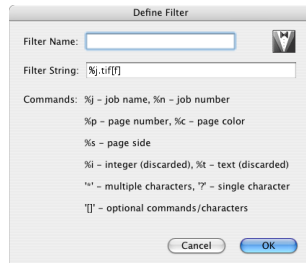 Define Filter
Filter Name:
Filter String: %j.tif[f]
Commands: %j – job name, %n – job number
%p – page number, %c – page color
%s – page side
%i – integer (discarded), %t – text (discarded)
'*' – multiple characters, '?' – single character
'[]' – optional commands/characters
Cancel OK